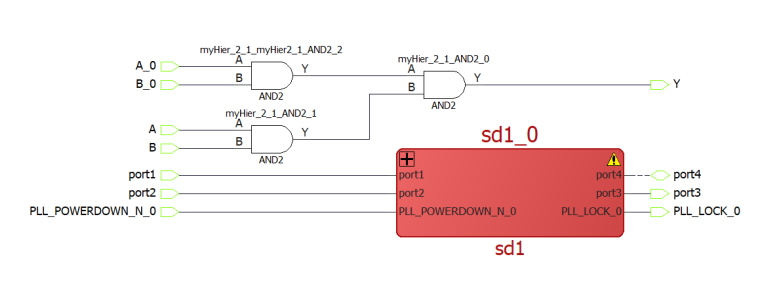 myHier_2_1_myHier2_1_AND2_2
A_0 A
B_0 B Y
AND2
myHier_2_1_AND2_0
A
B Y Y
AND2
myHier_2_1_AND2_1
A A
B B Y
AND2
sd1_0
port1 port1 port4 port4
port2 port2 port3 port3
PLL_POWERDOWN_N_0 PLL_POWERDOWN_N_0 PLL_LOCK_0 PLL_LOCK_0
sd1